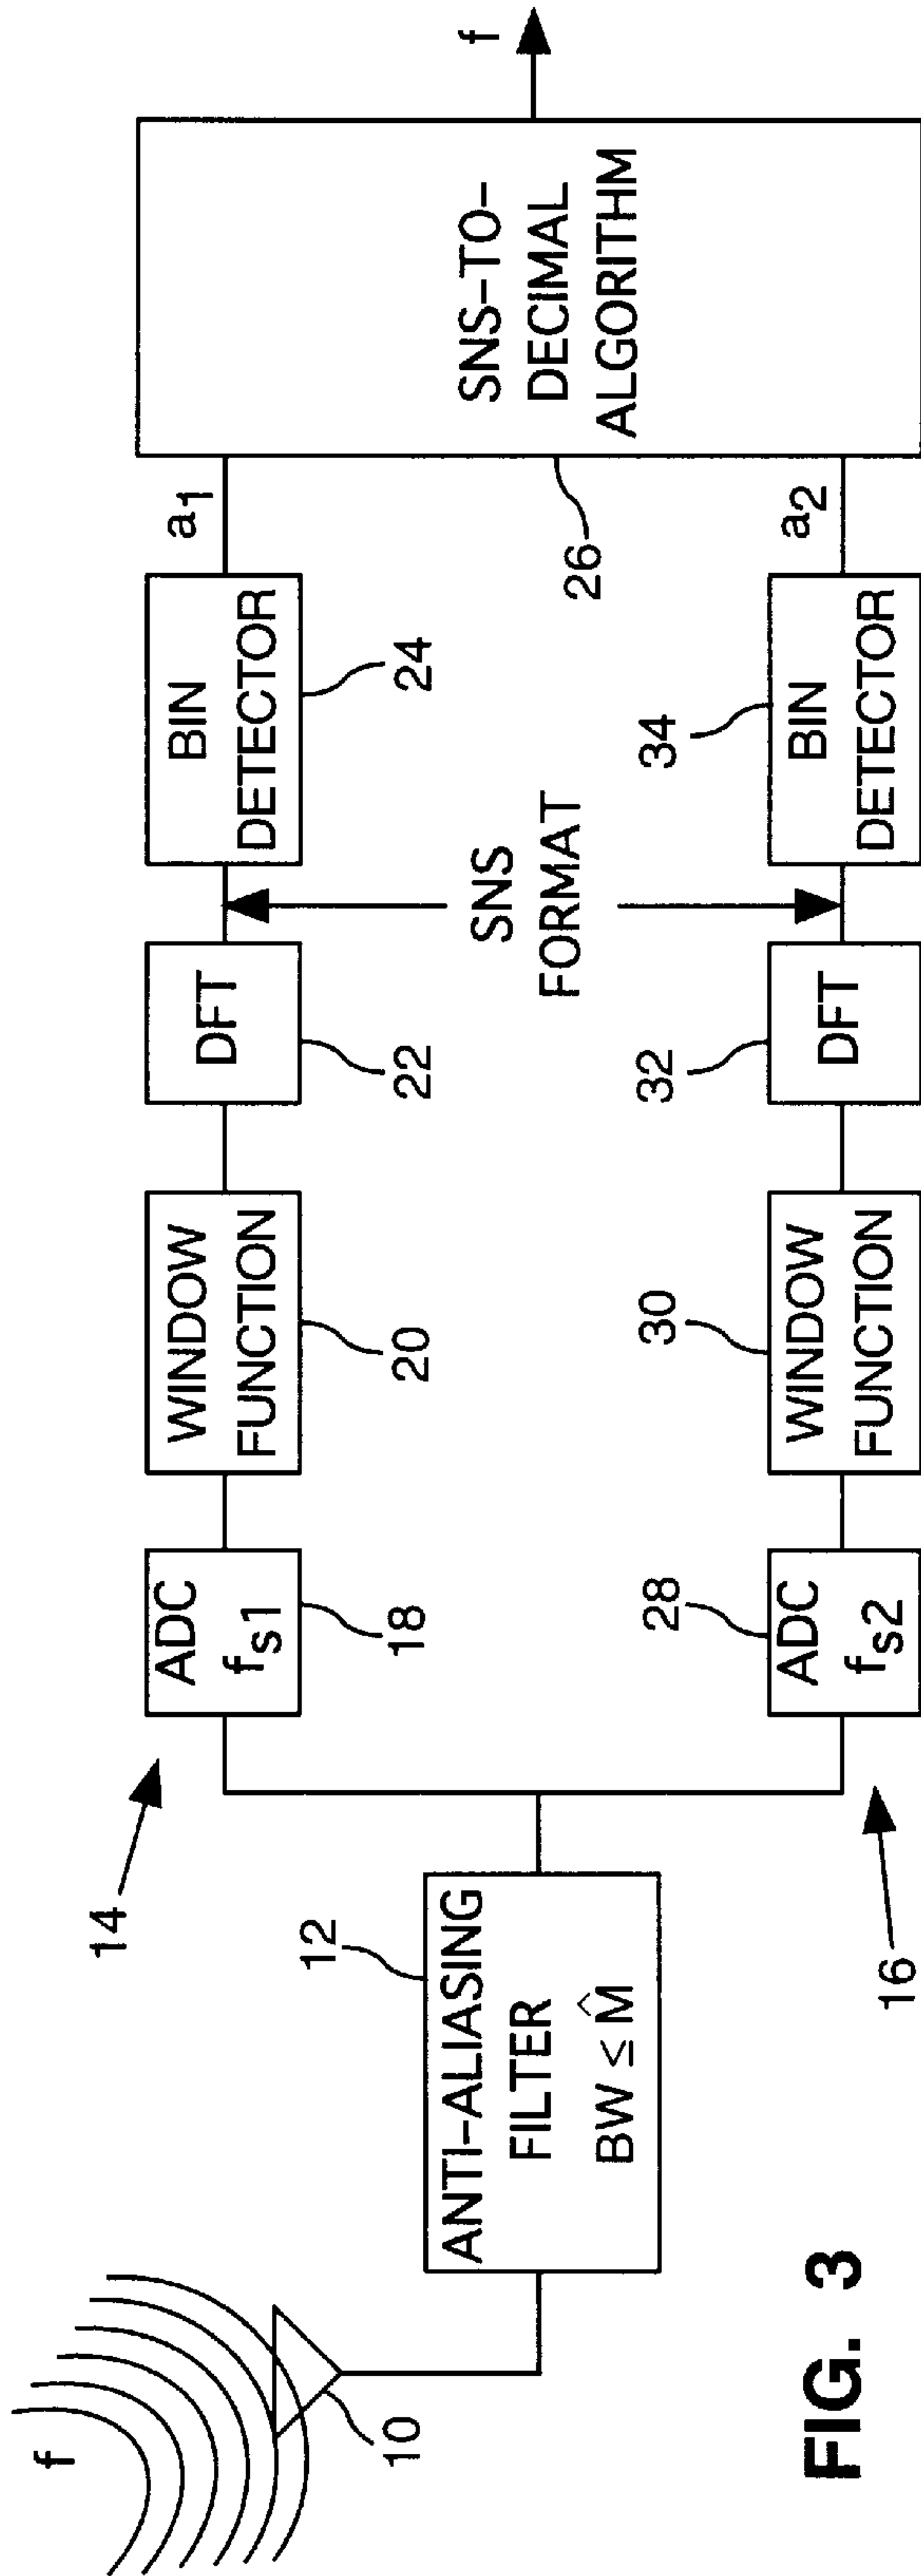 f
10
ANTI-ALIASING
FILTER
BW ≤ M̂
12
14
16
ADC
fs1
18
WINDOW
FUNCTION
20
DFT
22
BIN
DETECTOR
24
a1
SNS
FORMAT
ADC
fs2
28
WINDOW
FUNCTION
30
DFT
32
BIN
DETECTOR
34
a2
SNS-TO-
DECIMAL
ALGORITHM
26
f
FIG. 3